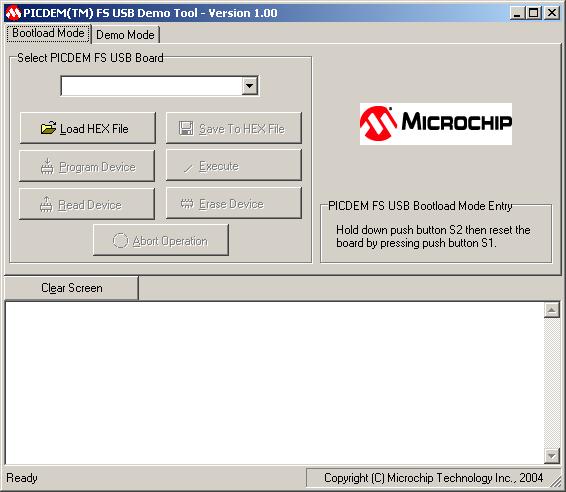 PICDEM(TM) FS USB Demo Tool - Version 1.00
Bootload Mode
Demo Mode
Select PICDEM FS USB Board
Load HEX File
Save To HEX File
Program Device
Execute
Read Device
Erase Device
Abort Operation
MICROCHIP
PICDEM FS USB Bootload Mode Entry
Hold down push button S2 then reset the
board by pressing push button S1.
Clear Screen
Ready
Copyright (C) Microchip Technology Inc., 2004